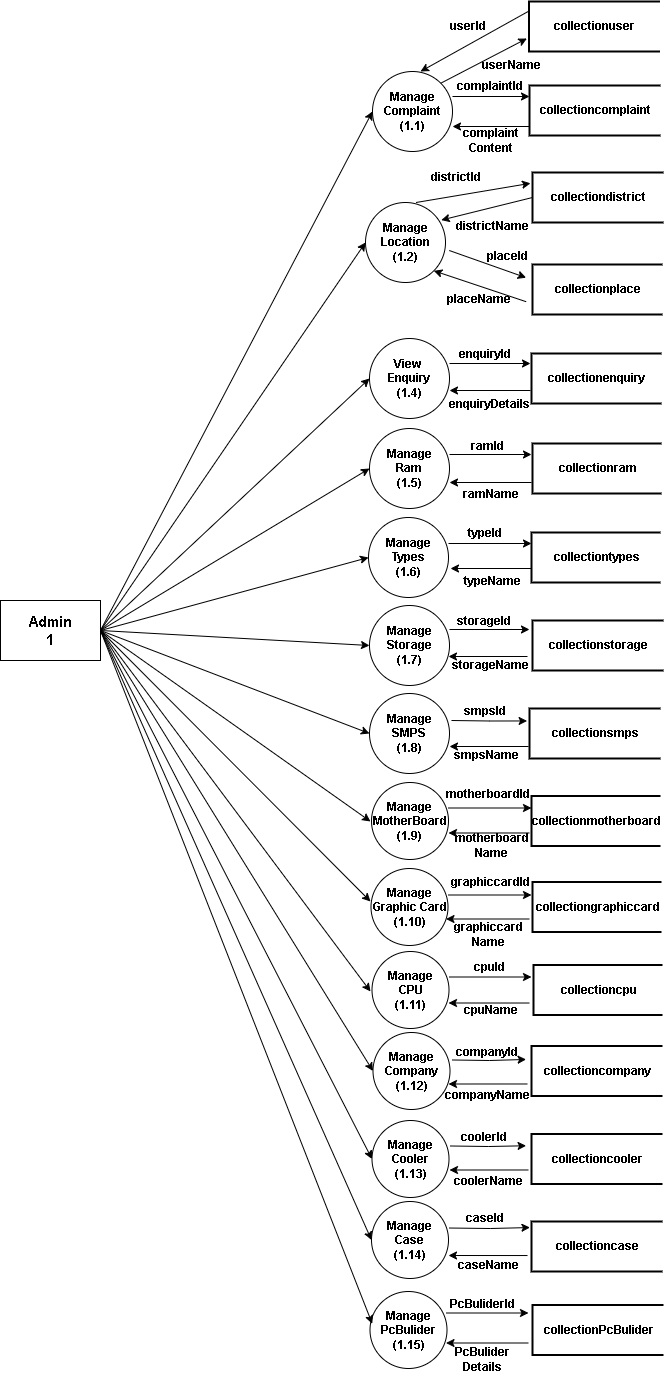 userId
collectionuser
userName
Manage
Complaint
(1.1)
complaintId
collectioncomplaint
complaint
Content
districtId
collectiondistrict
districtName
Manage
Location
(1.2)
placeId
collectionplace
placeName
View
Enquiry
(1.4)
enquiryId
collectionenquiry
enquiryDetails
Manage
Ram
(1.5)
ramId
collectionram
ramName
Manage
Types
(1.6)
typeId
collectiontypes
typeName
Admin
1
Manage
Storage
(1.7)
storageId
collectionstorage
storageName
Manage
SMPS
(1.8)
smpsId
collectionsmps
smpsName
Manage
MotherBoard
(1.9)
motherboardId
collectionmotherboard
motherboard
Name
Manage
Graphic Card
(1.10)
graphiccardId
collectiongraphiccard
graphiccard
Name
Manage
CPU
(1.11)
cpuId
collectioncpu
cpuName
Manage
Company
(1.12)
companyId
collectioncompany
companyName
Manage
Cooler
(1.13)
coolerId
collectioncooler
coolerName
Manage
Case
(1.14)
caseId
collectioncase
caseName
Manage
PcBulider
(1.15)
PcBuliderId
collectionPcBulider
PcBulider
Details